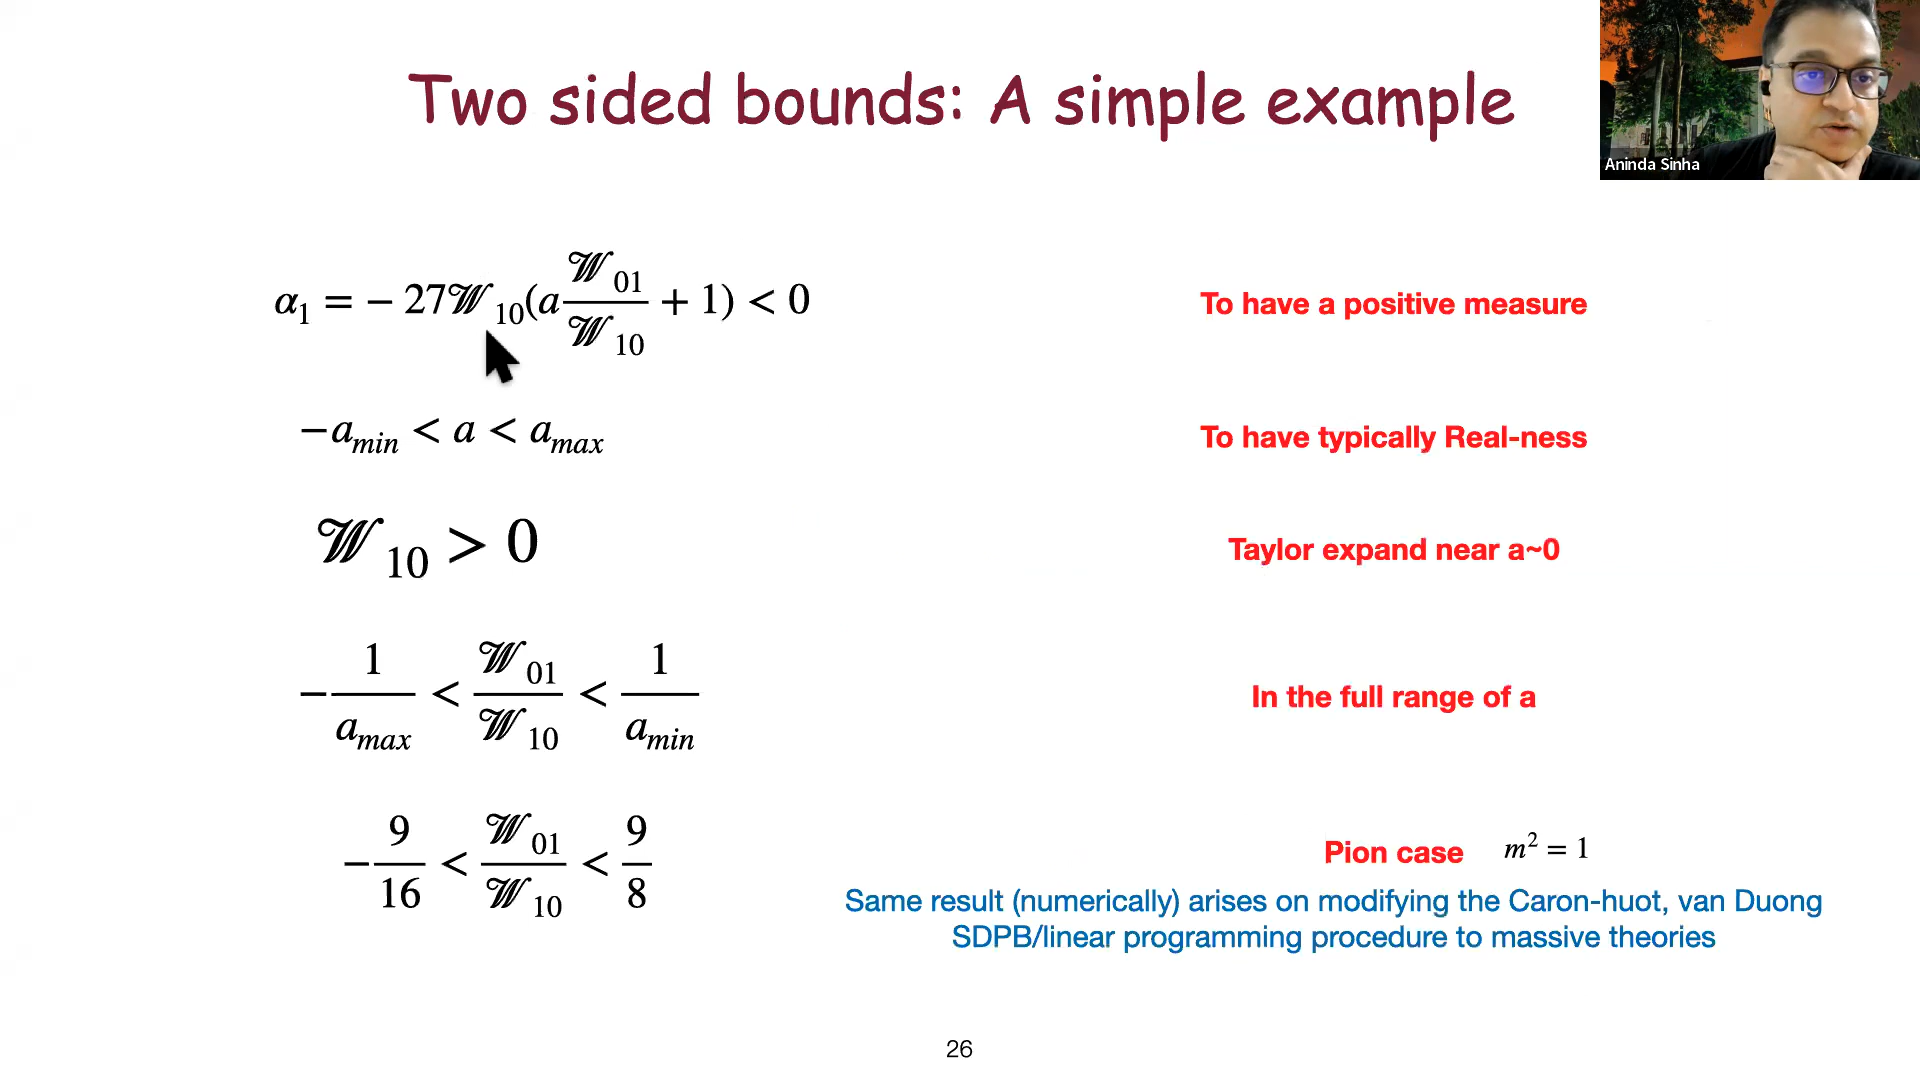 Two sided bounds: A simple example
Aninda Sinha
α₁ = − 27𝒲₁₀(a 𝒲₀₁/𝒲₁₀ + 1) < 0
To have a positive measure
−a_min < a < a_max
To have typically Real-ness
𝒲₁₀ > 0
Taylor expand near a~0
−1/a_max < 𝒲₀₁/𝒲₁₀ < 1/a_min
In the full range of a
−9/16 < 𝒲₀₁/𝒲₁₀ < 9/8
Pion case m² = 1
Same result (numerically) arises on modifying the Caron-huot, van Duong
SDPB/linear programming procedure to massive theories
26